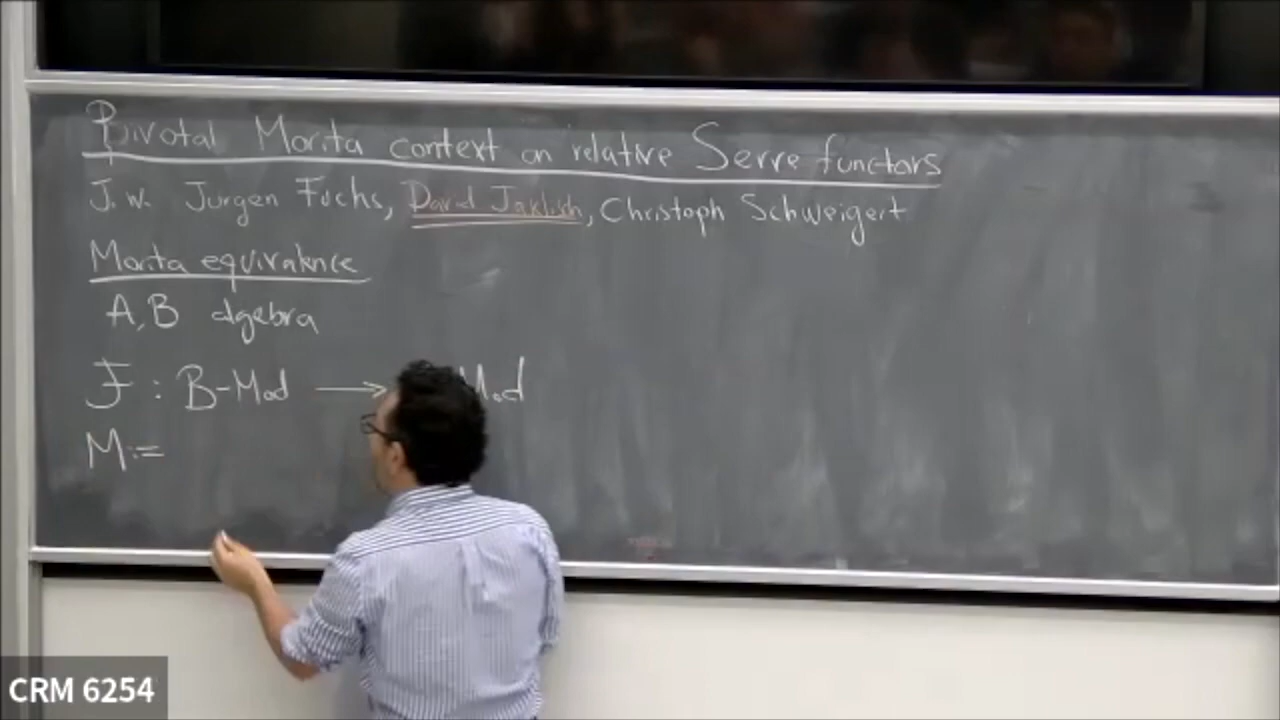 Pivotal Morita context on relative Serre functors
J.w. Jurgen Fuchs, David Jaklitsch, Christoph Schweigert
Morita equivalence
A, B algebra
F : B-Mod → Mod
M :=
CRM 6254